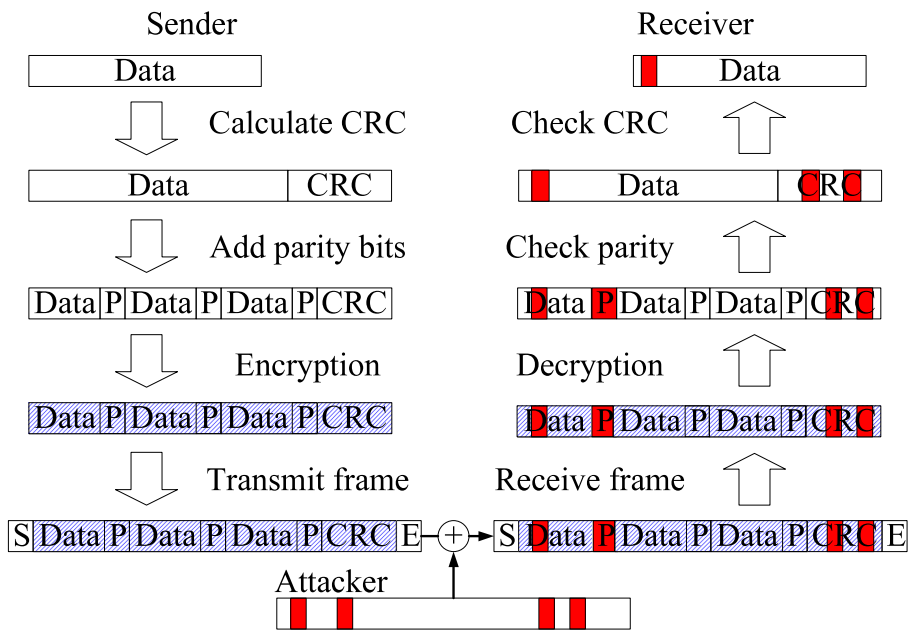 Sender Receiver
Data Data
Calculate CRC Check CRC
Data CRC Data CRC
Add parity bits Check parity
Data P Data P Data P CRC Data P Data P Data P CRC
Encryption Decryption
Data P Data P Data P CRC Data P Data P Data P CRC
Transmit frame Receive frame
S Data P Data P Data P CRC E + S Data P Data P Data P CRC E
Attacker